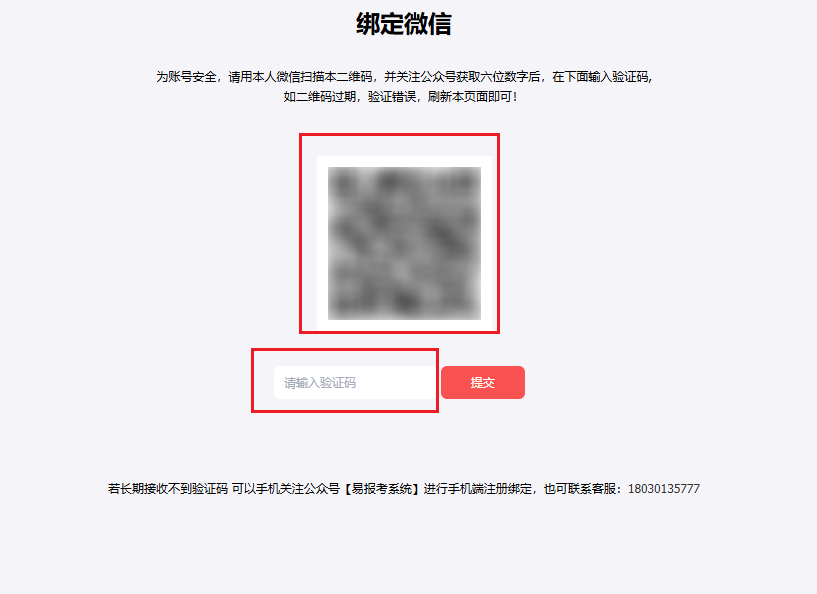 绑定微信
为账号安全，请用本人微信扫描本二维码，并关注公众号获取六位数字后，在下面输入验证码,
如二维码过期，验证错误，刷新本页面即可！
请输入验证码
提交
若长期接收不到验证码 可以手机关注公众号【易报考系统】进行手机端注册绑定，也可联系客服：18030135777